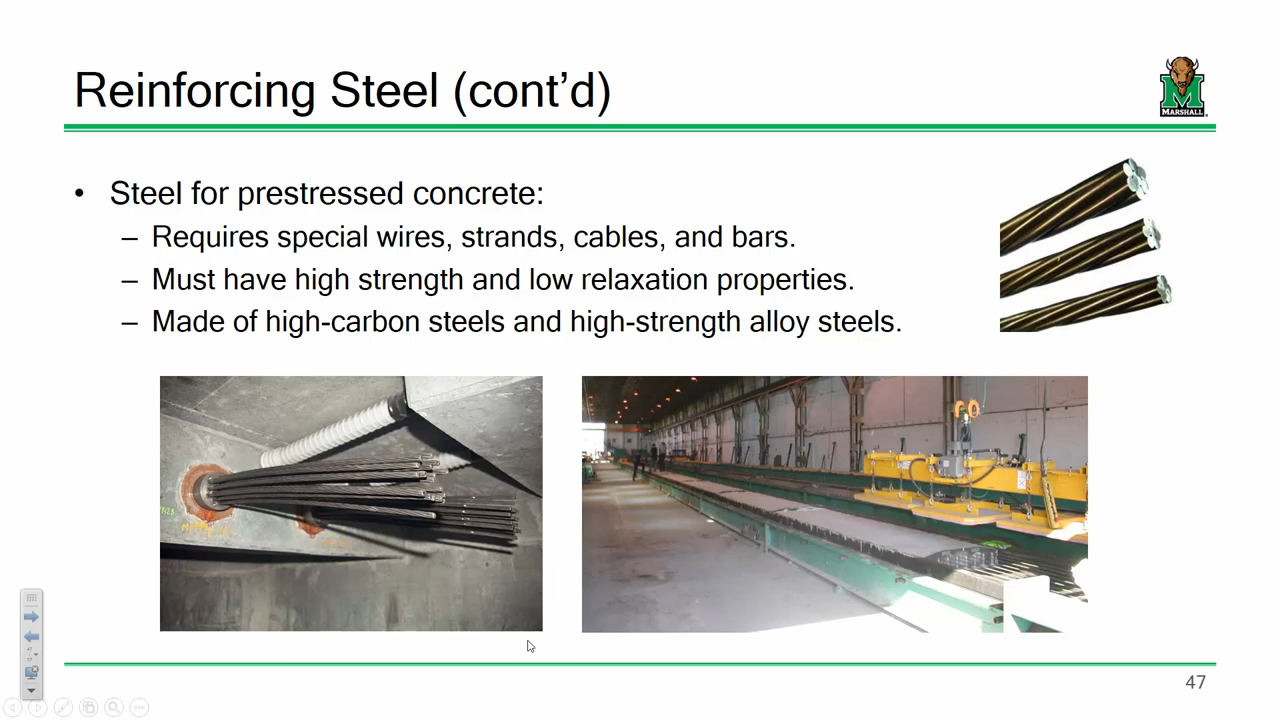 Reinforcing Steel (cont’d)
MARSHALL
• Steel for prestressed concrete:
– Requires special wires, strands, cables, and bars.
– Must have high strength and low relaxation properties.
– Made of high-carbon steels and high-strength alloy steels.
47